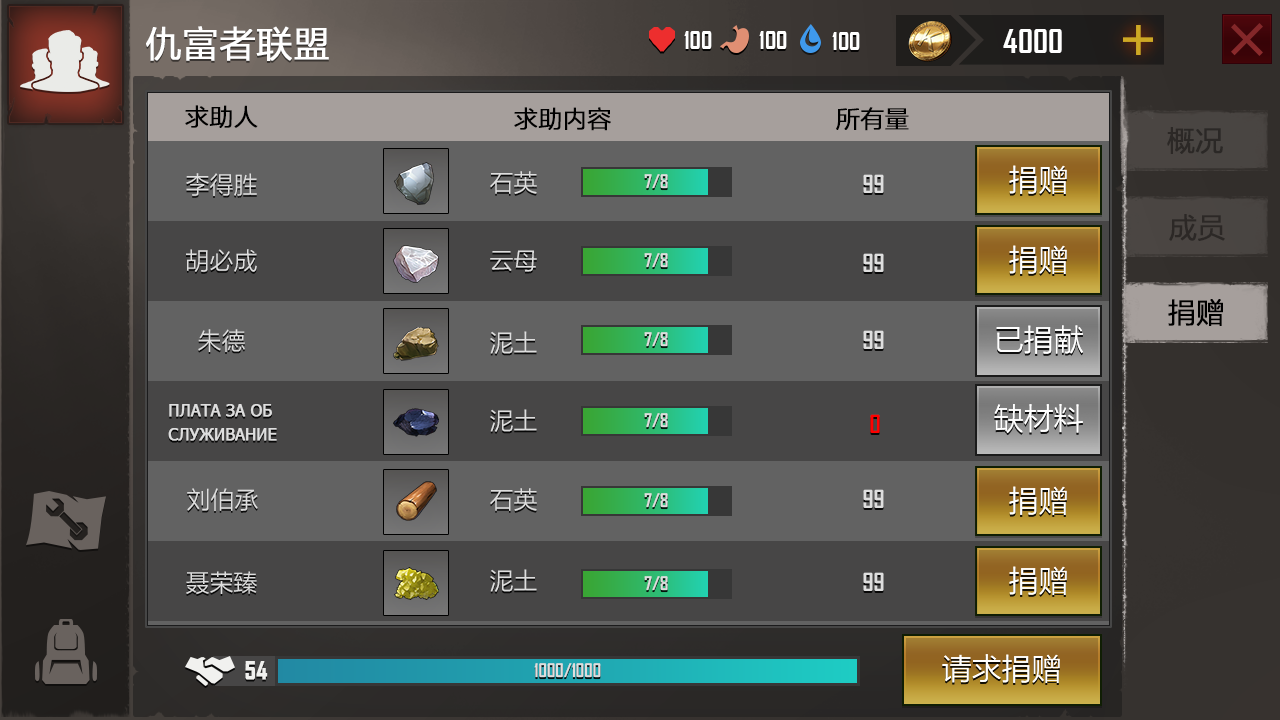 仇富者联盟
100
100
100
4000
求助人 求助内容 所有量
概况
李得胜 石英 7/8 99 捐赠
成员
胡必成 云母 7/8 99 捐赠
捐赠
朱德 泥土 7/8 99 已捐献
ПЛАТА ЗА ОБ
СЛУЖИВАНИЕ
泥土 7/8 0 缺材料
刘伯承 石英 7/8 99 捐赠
聂荣臻 泥土 7/8 99 捐赠
54 1000/1000 请求捐赠